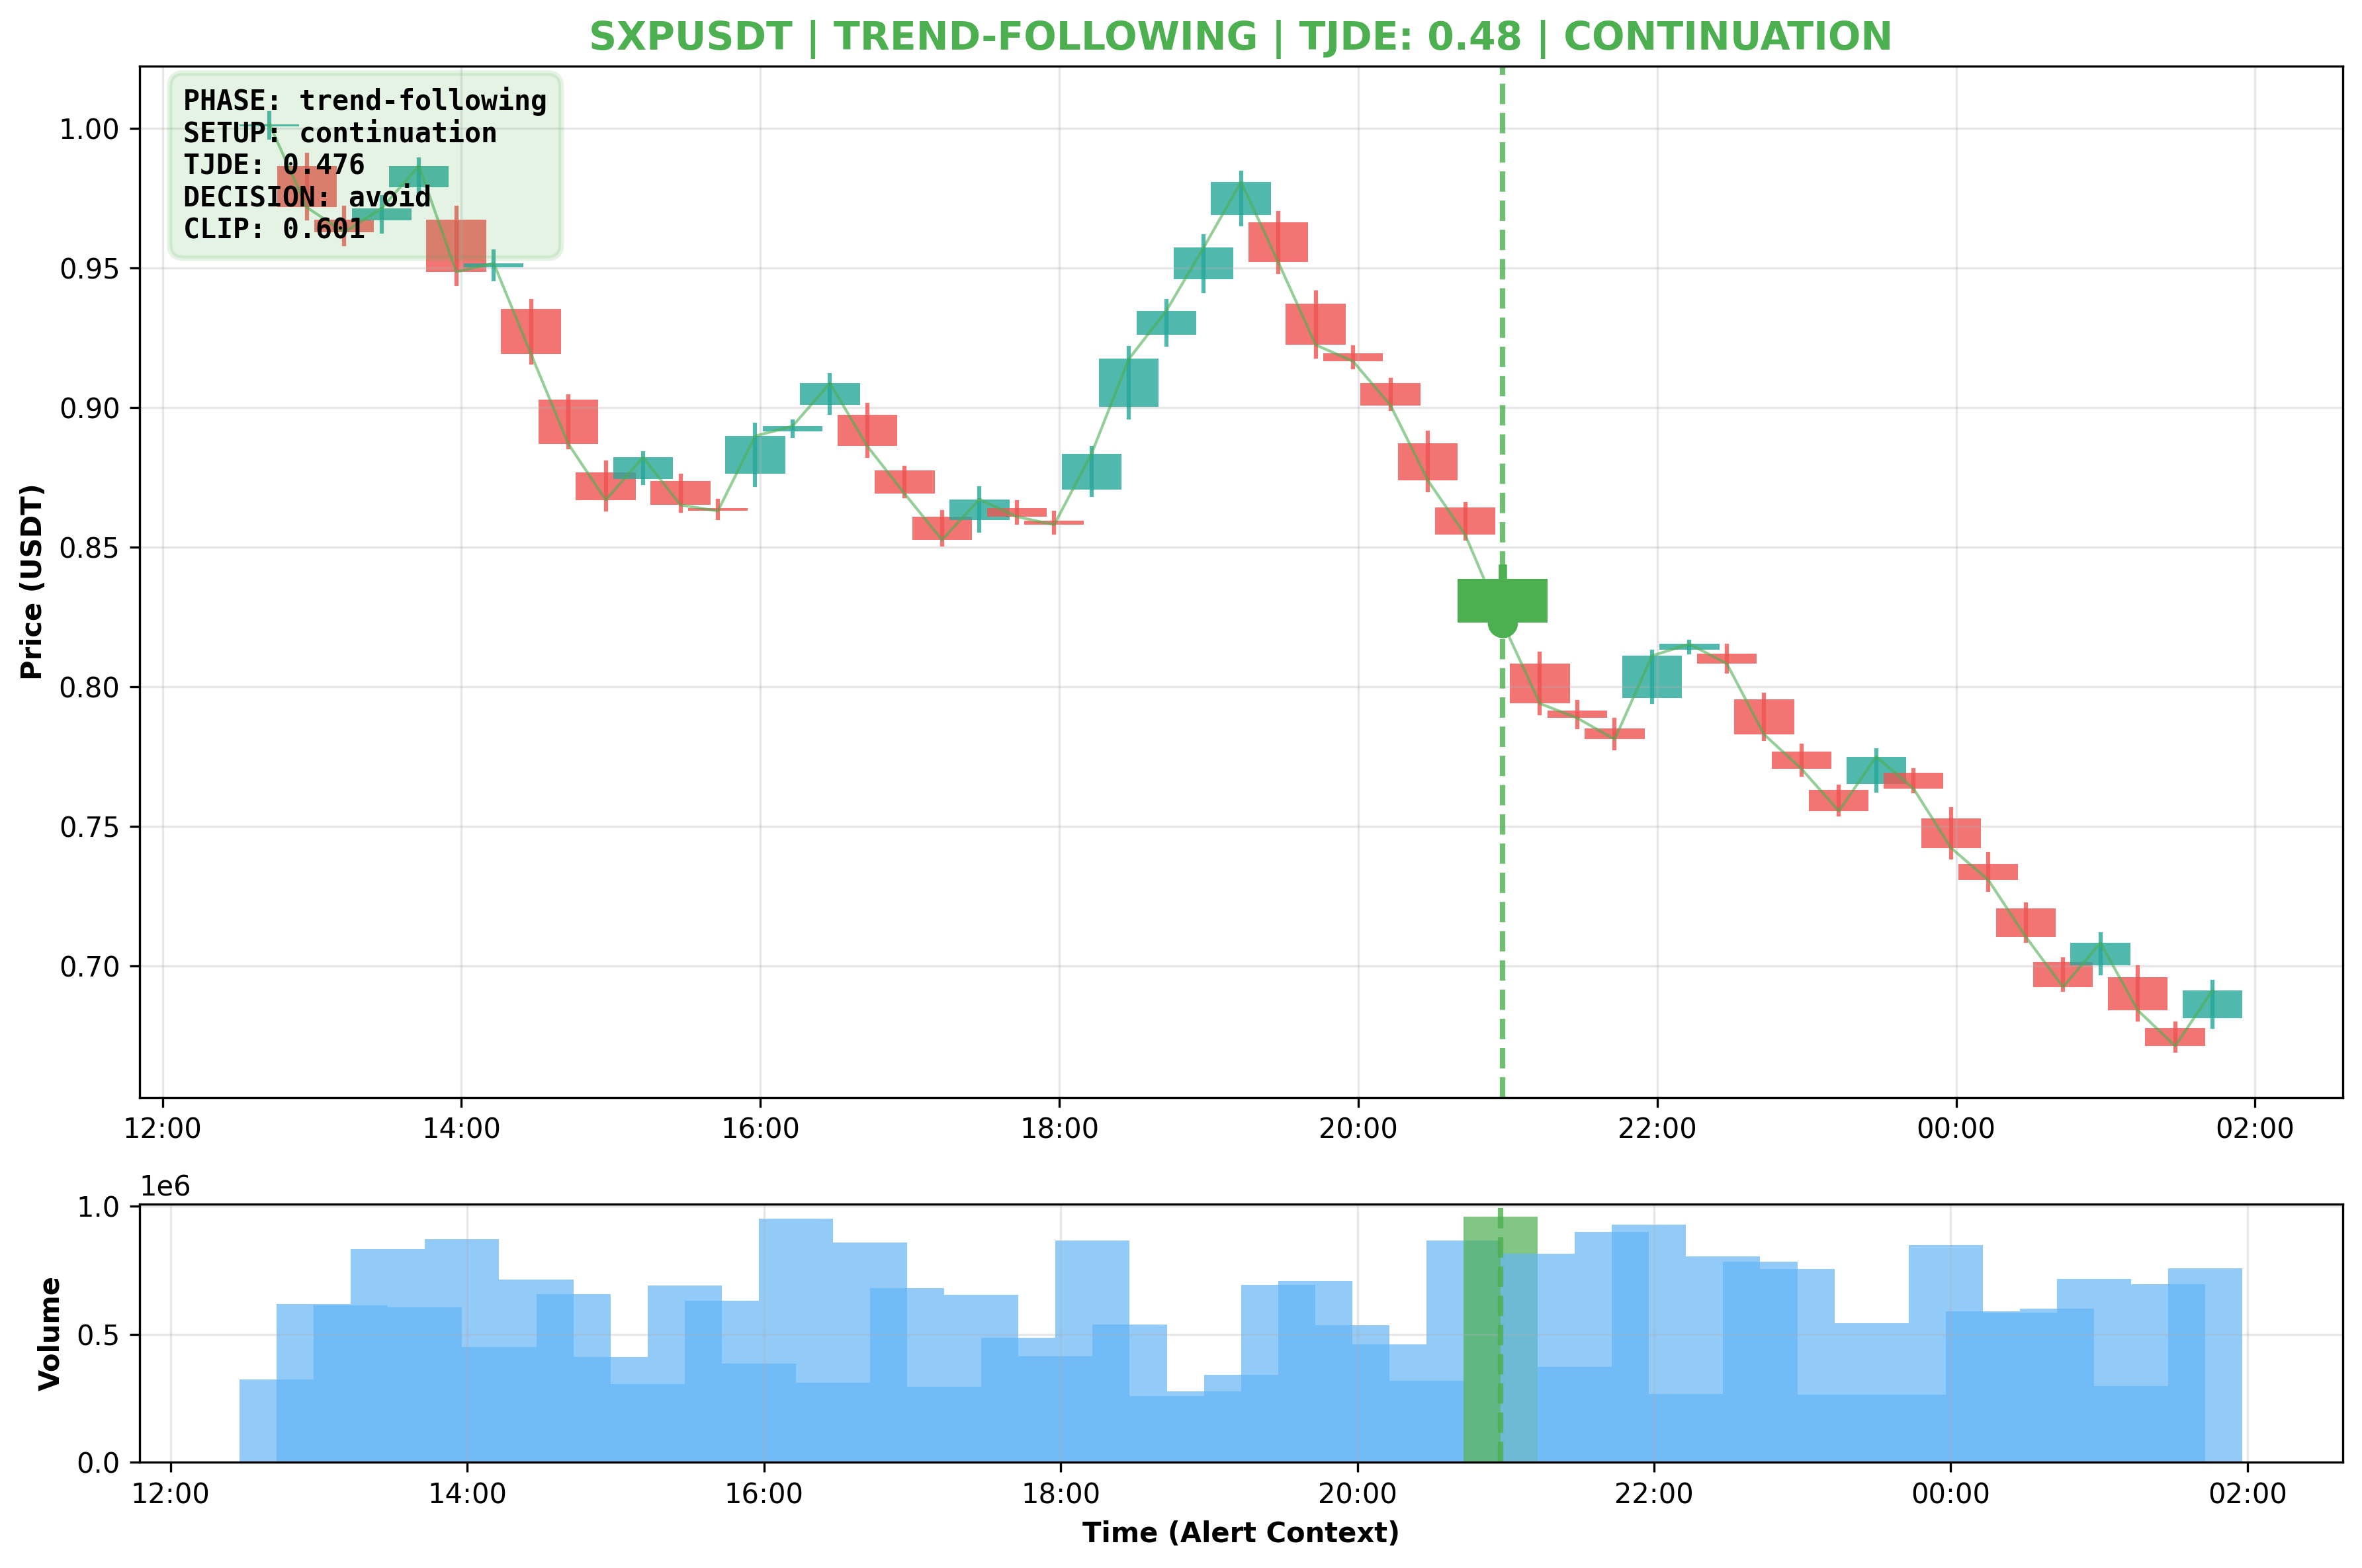 SXPUSDT | TREND-FOLLOWING | TJDE: 0.48 | CONTINUATION
PHASE: trend-following
SETUP: continuation
TJDE: 0.476
DECISION: avoid
CLIP: 0.601
Price (USDT)
1.00
0.95
0.90
0.85
0.80
0.75
0.70
12:00 14:00 16:00 18:00 20:00 22:00 00:00 02:00
1e6
Volume
1.0
0.5
0.0
12:00 14:00 16:00 18:00 20:00 22:00 00:00 02:00
Time (Alert Context)